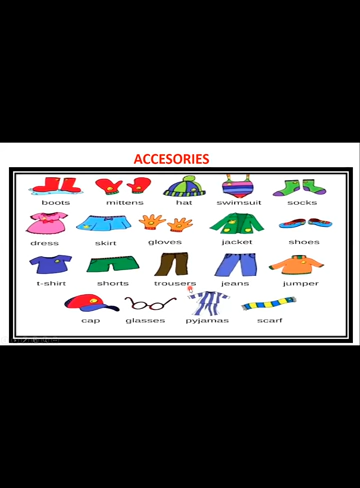 ACCESORIES
boots mittens hat swimsuit socks
dress skirt gloves jacket shoes
t-shirt shorts trousers jeans jumper
cap glasses pyjamas scarf